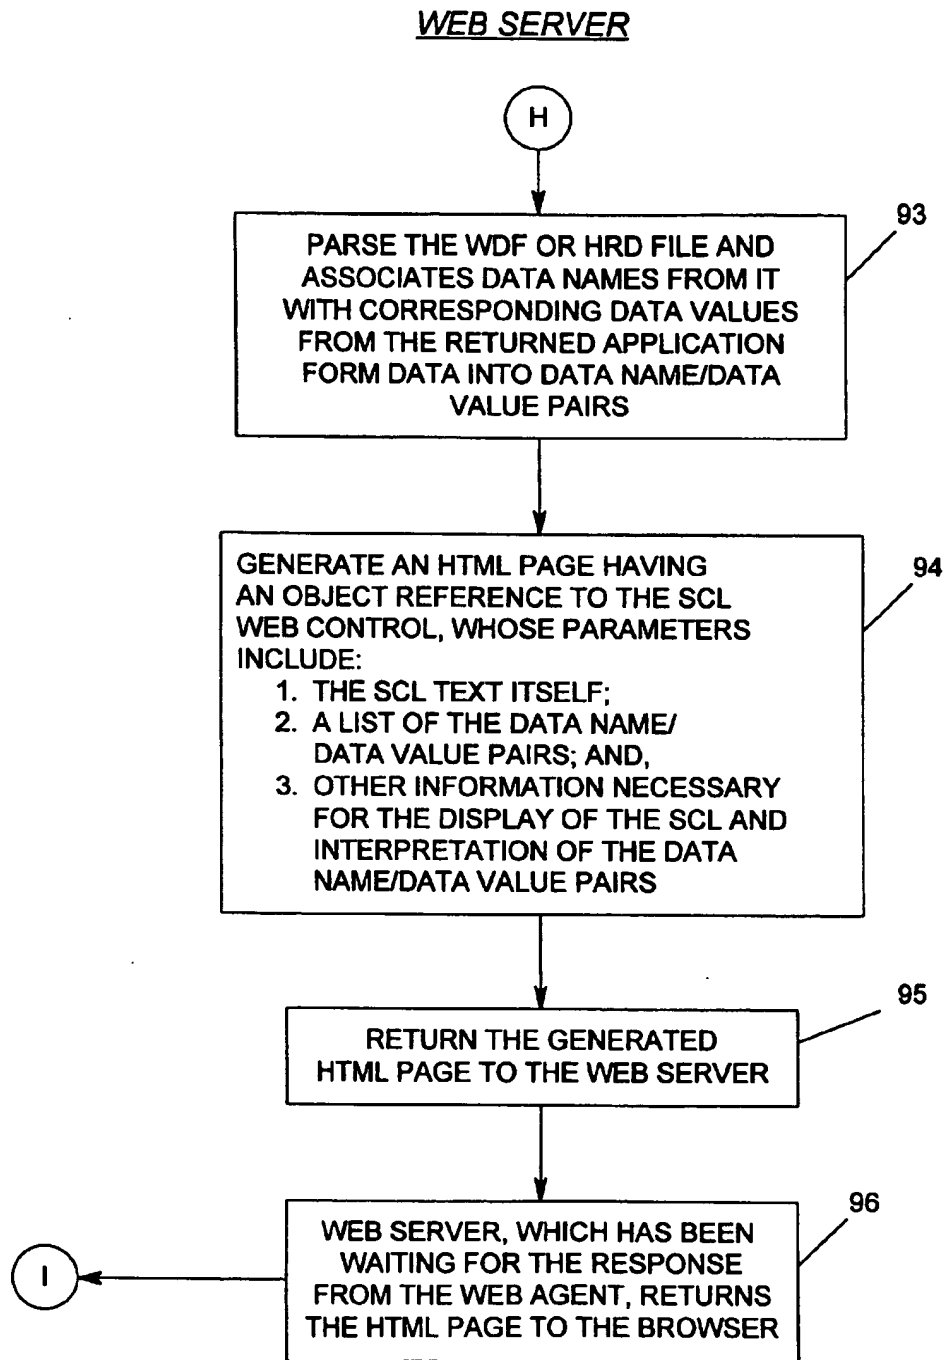 WEB SERVER
H
93
PARSE THE WDF OR HRD FILE AND
ASSOCIATES DATA NAMES FROM IT
WITH CORRESPONDING DATA VALUES
FROM THE RETURNED APPLICATION
FORM DATA INTO DATA NAME/DATA
VALUE PAIRS
94
GENERATE AN HTML PAGE HAVING
AN OBJECT REFERENCE TO THE SCL
WEB CONTROL, WHOSE PARAMETERS
INCLUDE:
1. THE SCL TEXT ITSELF;
2. A LIST OF THE DATA NAME/
DATA VALUE PAIRS; AND,
3. OTHER INFORMATION NECESSARY
FOR THE DISPLAY OF THE SCL AND
INTERPRETATION OF THE DATA
NAME/DATA VALUE PAIRS
95
RETURN THE GENERATED
HTML PAGE TO THE WEB SERVER
96
WEB SERVER, WHICH HAS BEEN
WAITING FOR THE RESPONSE
FROM THE WEB AGENT, RETURNS
THE HTML PAGE TO THE BROWSER
I